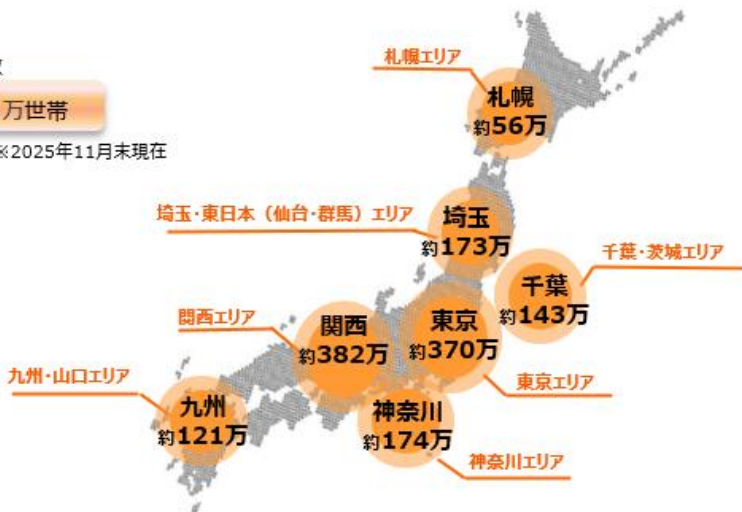 万世帯
※2025年11月末現在
札幌エリア
札幌
約56万
埼玉・東日本（仙台・群馬）エリア
埼玉
約173万
千葉・茨城エリア
千葉
約143万
関西エリア
関西
約382万
東京
約370万
東京エリア
九州・山口エリア
九州
約121万
神奈川
約174万
神奈川エリア